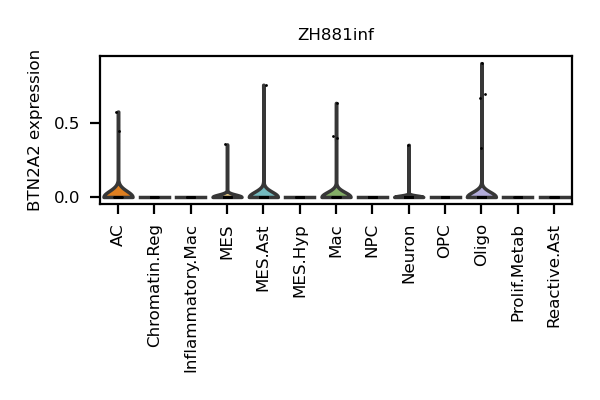 ZH881inf
BTN2A2 expression
0.5
0.0
AC
Chromatin.Reg
Inflammatory.Mac
MES
MES.Ast
MES.Hyp
Mac
NPC
Neuron
OPC
Oligo
Prolif.Metab
Reactive.Ast